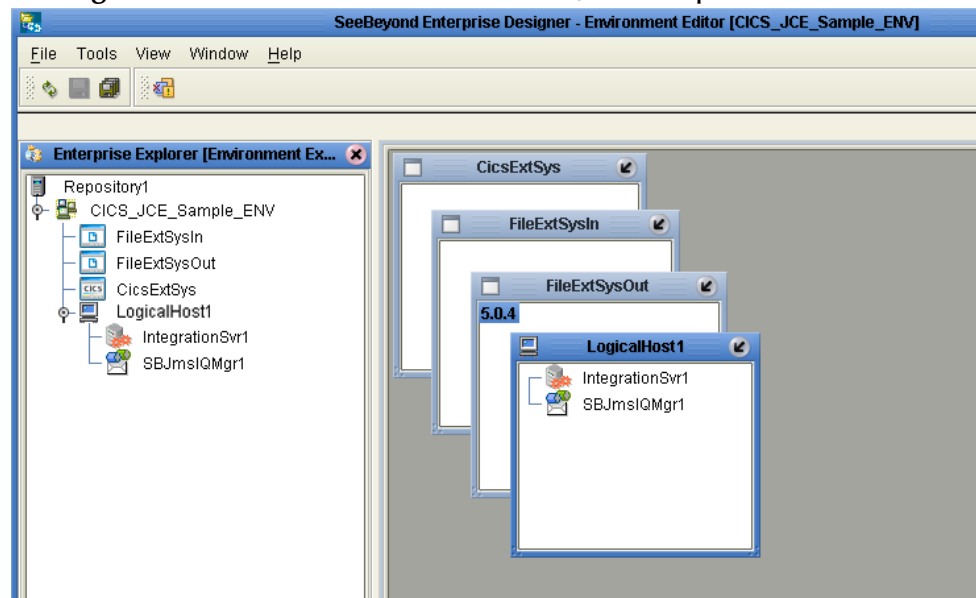 SeeBeyond Enterprise Designer - Environment Editor [CICS_JCE_Sample_ENV]
File Tools View Window Help
Enterprise Explorer [Environment Ex...
Repository1
CICS_JCE_Sample_ENV
FileExtSysIn
FileExtSysOut
CICS CicsExtSys
LogicalHost1
IntegrationSvr1
SBJmsIQMgr1
CicsExtSys
FileExtSysIn
FileExtSysOut
5.0.4
LogicalHost1
IntegrationSvr1
SBJmsIQMgr1